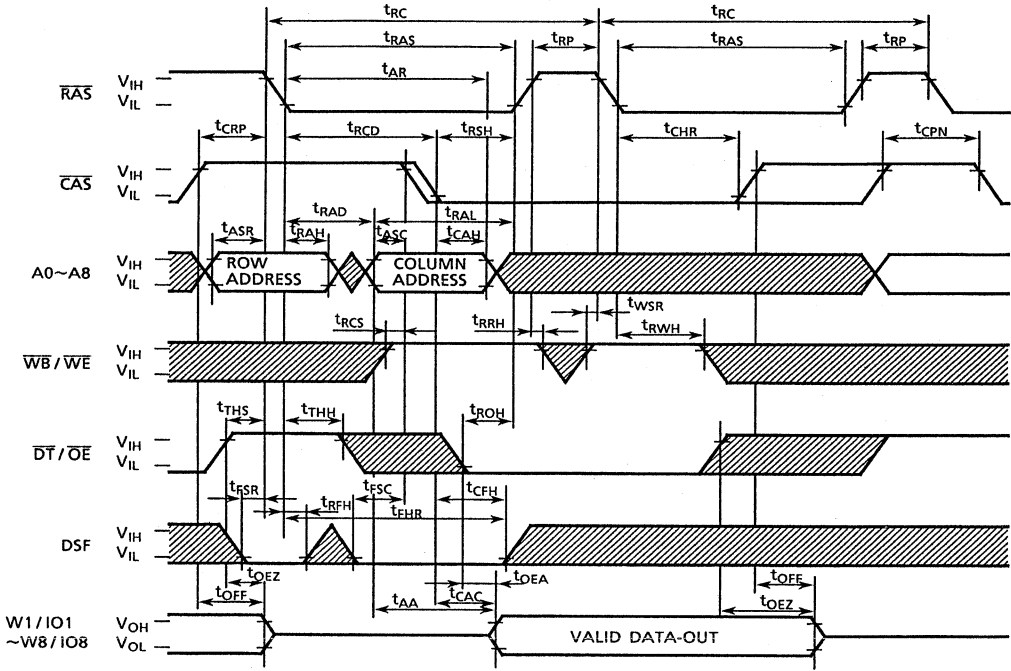 tRC tRC
tRAS tRP tRAS tRP
tAR
RAS VIH
VIL
tCRP tRCD tRSH tCHR tCPN
CAS VIH
VIL
tRAD tRAL
tASR tRAH tASC tCAH
A0~A8 VIH
VIL
ROW ADDRESS
COLUMN ADDRESS
tWSR
tRCS tRRH tRWH
WB/WE VIH
VIL
tTHS tTHH tROH
DT/OE VIH
VIL
tFSR tRFH tFSC tCFH
tFHR
DSF VIH
VIL
tOEZ tOEA tOFF
tOFF tAA tCAC tOEZ
W1/IO1
~W8/iO8
VOH
VOL
VALID DATA-OUT